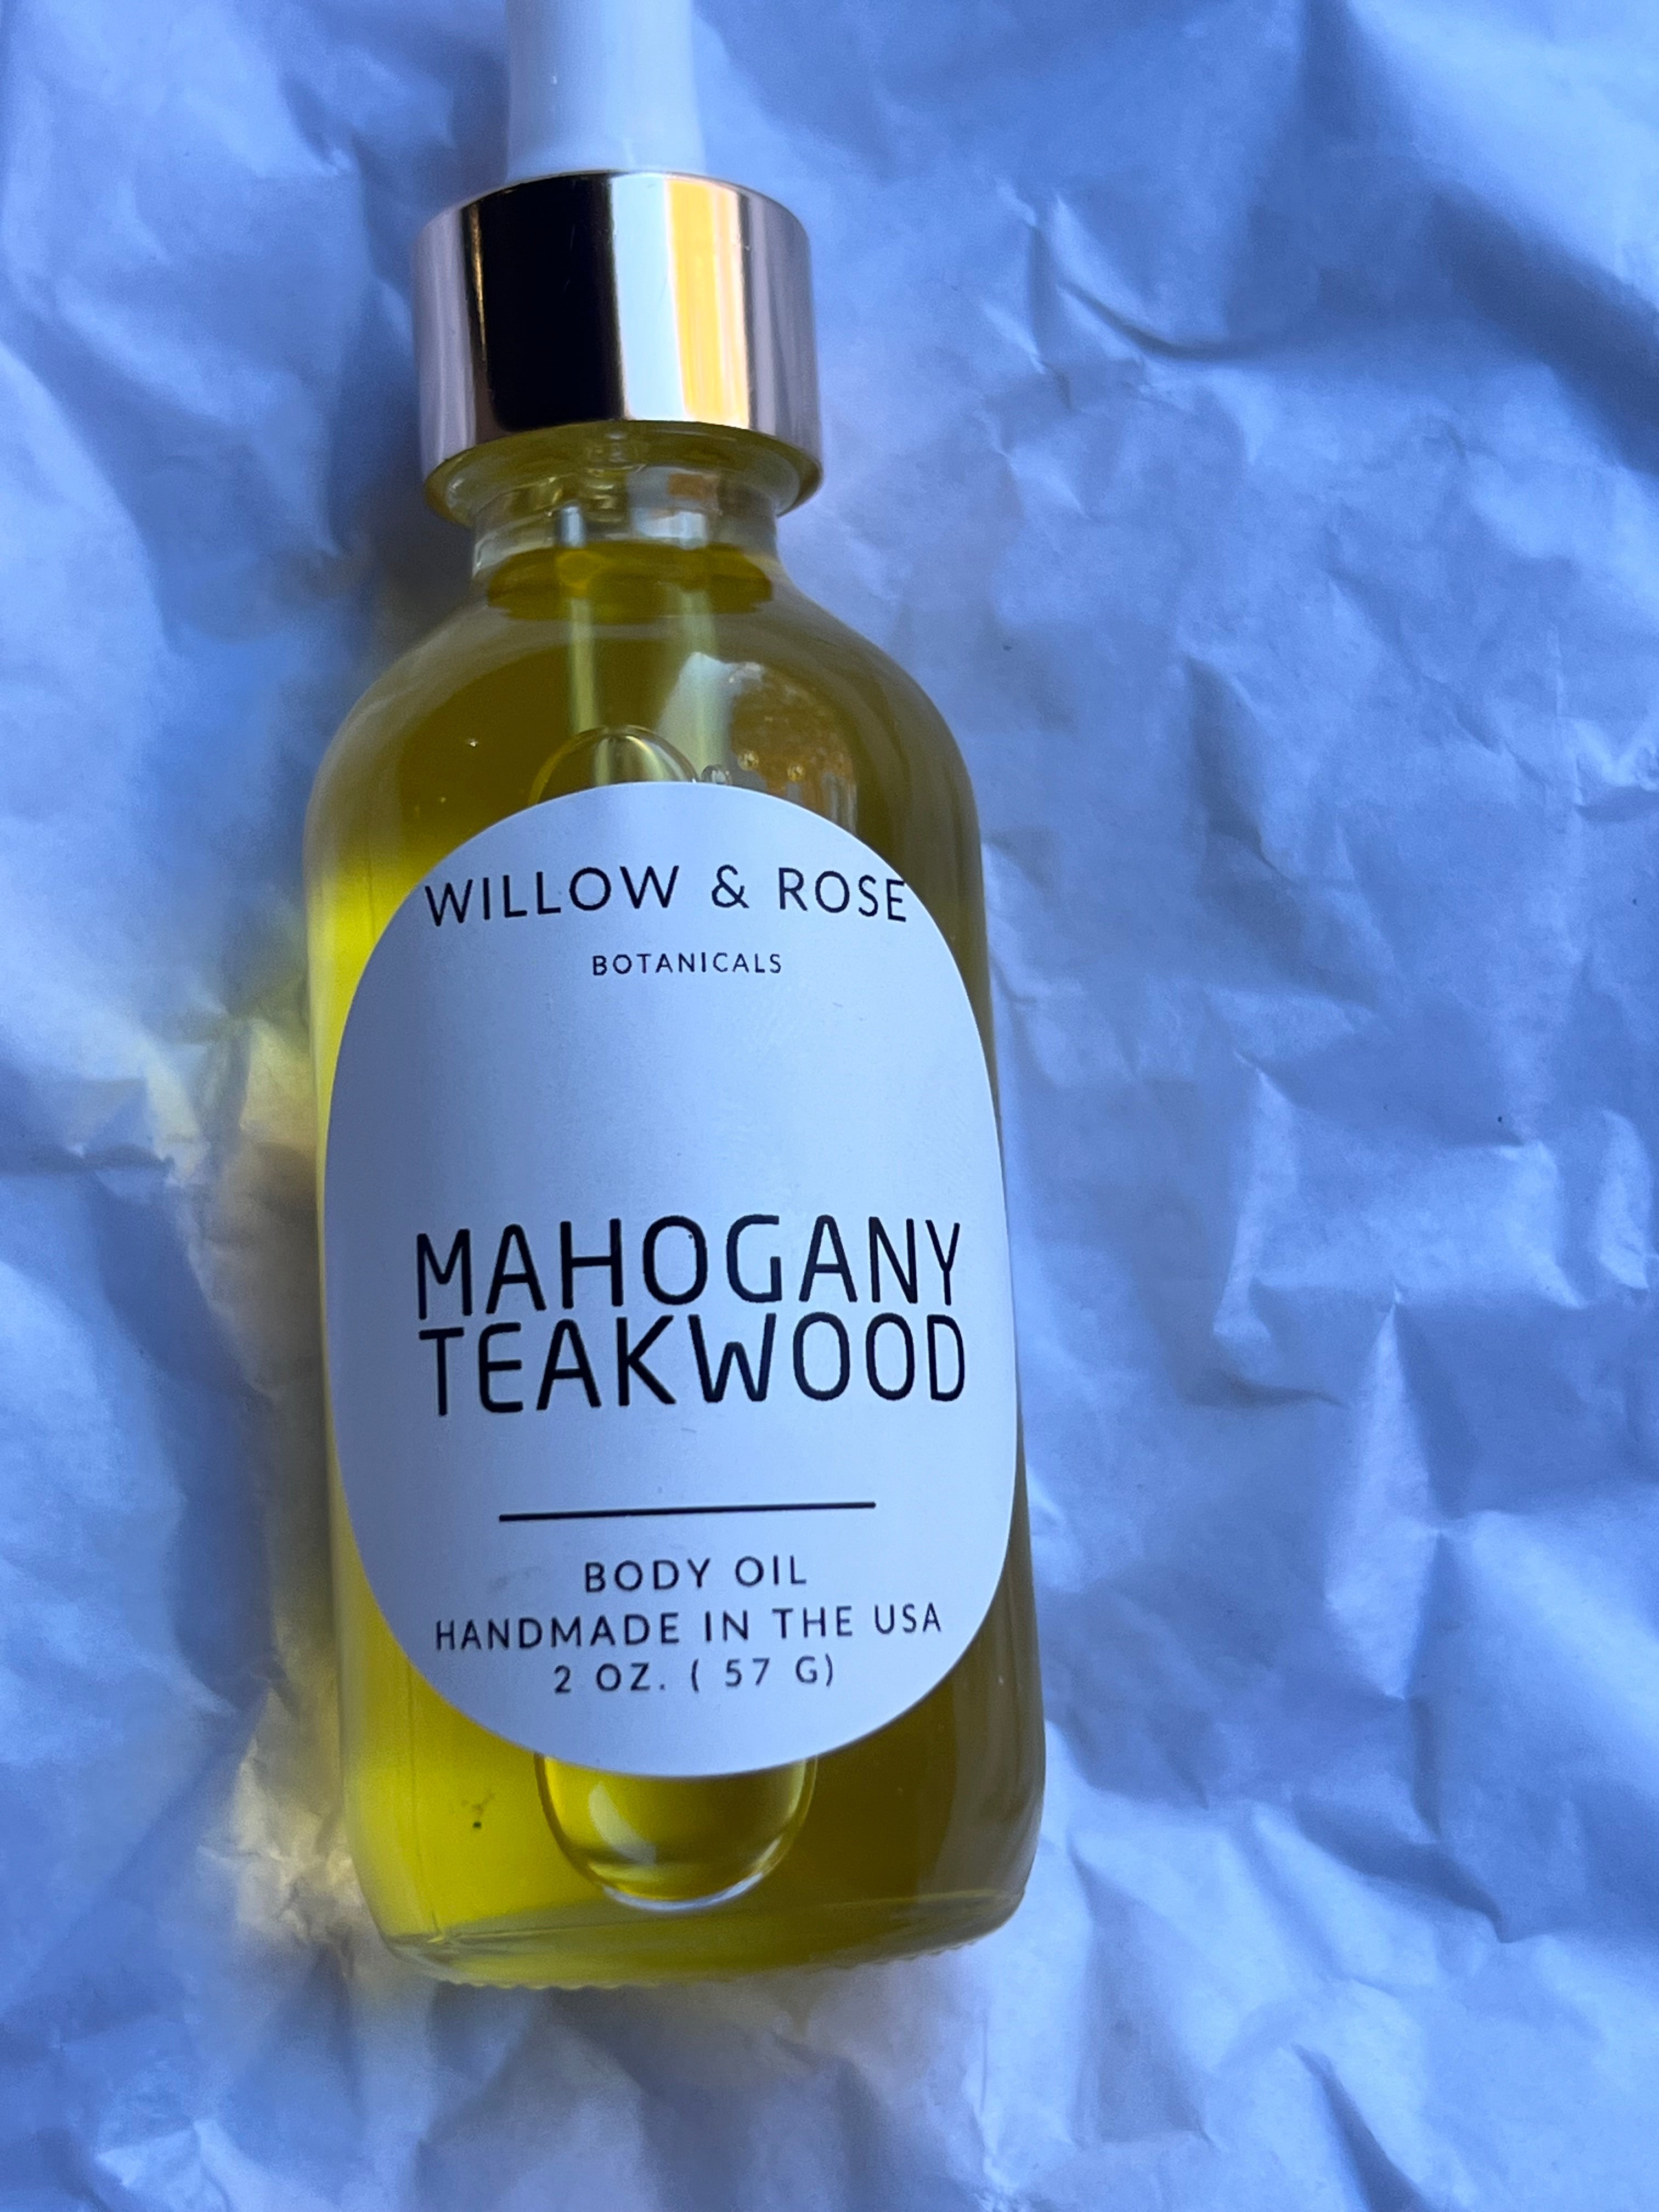 WILLOW & ROSE
BOTANICALS
MAHOGANY
TEAKWOOD
BODY OIL
HANDMADE IN THE USA
2 OZ. ( 57 G)